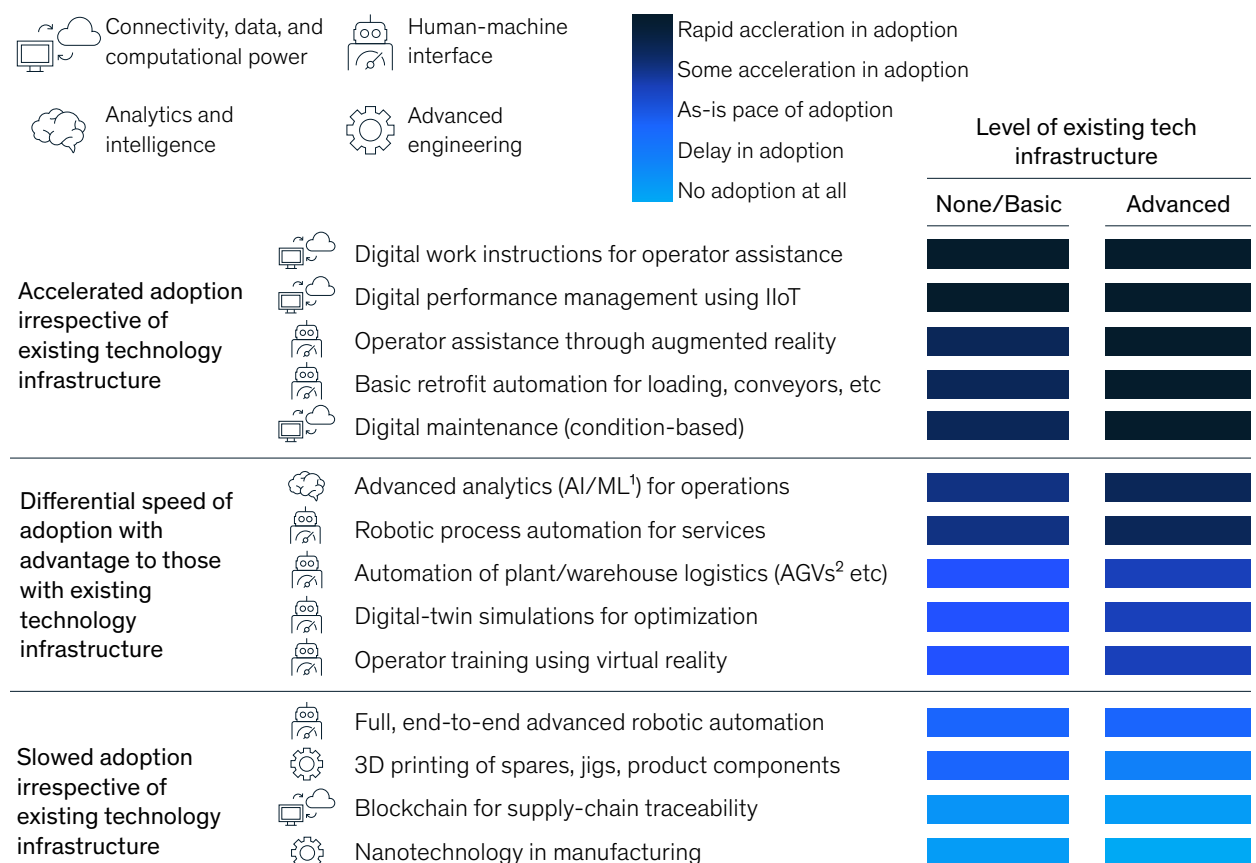 Connectivity, data, and
computational power
Human-machine
interface
Analytics and
intelligence
Advanced
engineering
Rapid accleration in adoption
Some acceleration in adoption
As-is pace of adoption
Delay in adoption
No adoption at all
Level of existing tech
infrastructure
None/Basic
Advanced
Accelerated adoption
irrespective of
existing technology
infrastructure
Digital work instructions for operator assistance
Digital performance management using IIoT
Operator assistance through augmented reality
Basic retrofit automation for loading, conveyors, etc
Digital maintenance (condition-based)
Differential speed of
adoption with
advantage to those
with existing
technology
infrastructure
Advanced analytics (AI/ML¹) for operations
Robotic process automation for services
Automation of plant/warehouse logistics (AGVs² etc)
Digital-twin simulations for optimization
Operator training using virtual reality
Slowed adoption
irrespective of
existing technology
infrastructure
Full, end-to-end advanced robotic automation
3D printing of spares, jigs, product components
Blockchain for supply-chain traceability
Nanotechnology in manufacturing